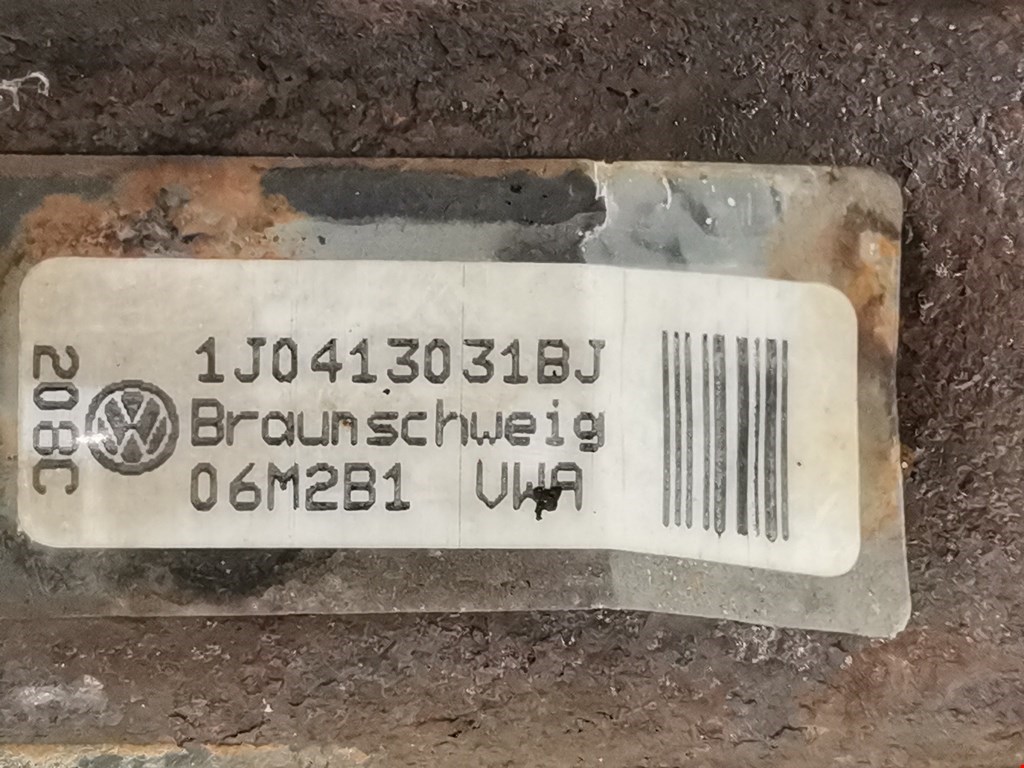 208C
1J0413031BJ
Braunschweig
06M2B1 VWA